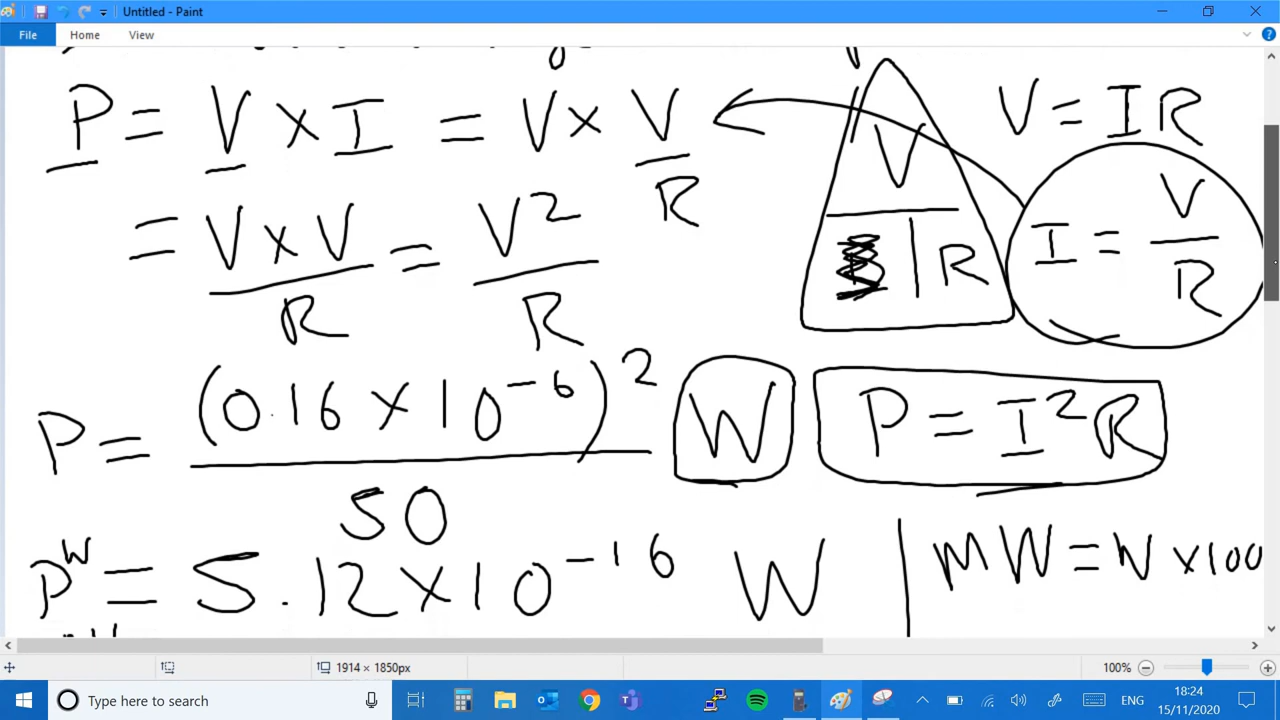 Untitled - Paint
File Home View
P = V × I = V × V/R
V = IR
= V × V/R = V²/R
V R
I = V/R
P = (0.16 × 10⁻⁶)²/50 W
P = I²R
Pᵂ = 5.12 × 10⁻¹⁶ W
mW = W × 100
1914 × 1850px
100%
Type here to search
ENG
18:24
15/11/2020